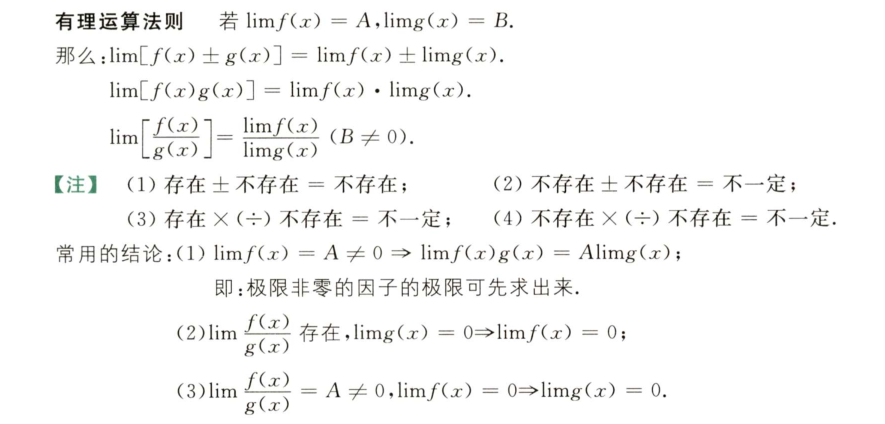 有理运算法则 若 limf(x) = A,limg(x) = B.
那么:lim[f(x) ± g(x)] = limf(x) ± limg(x).
lim[f(x)g(x)] = limf(x) · limg(x).
lim[f(x)/g(x)] = limf(x)/limg(x) (B ≠ 0).
【注】 (1) 存在 ± 不存在 = 不存在; (2) 不存在 ± 不存在 = 不一定;
(3) 存在 × (÷) 不存在 = 不一定; (4) 不存在 × (÷) 不存在 = 不一定.
常用的结论:(1) limf(x) = A ≠ 0 ⇒ limf(x)g(x) = Alimg(x);
即:极限非零的因子的极限可先求出来.
(2)lim f(x)/g(x) 存在,limg(x) = 0⇒limf(x) = 0;
(3)lim f(x)/g(x) = A ≠ 0,limf(x) = 0⇒limg(x) = 0.